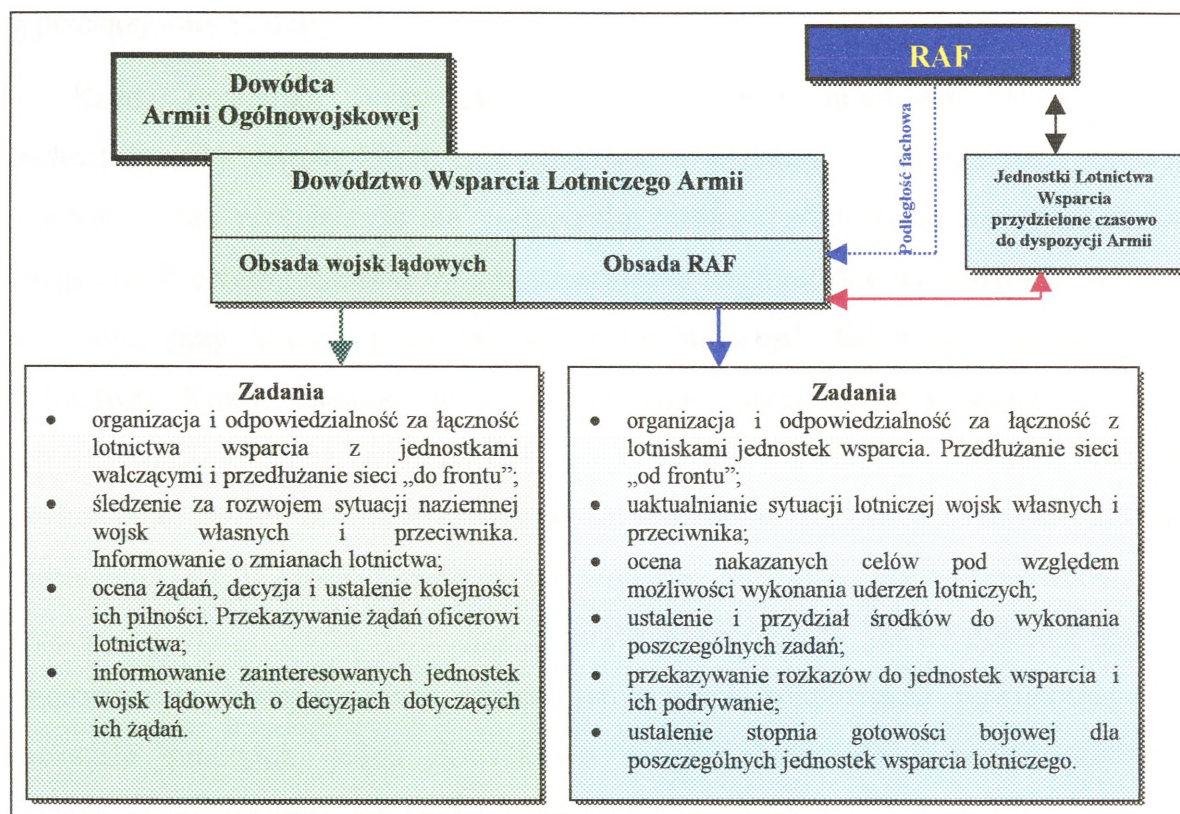 RAF
Dowódca
Armii Ogólnowojskowej
Dowództwo Wsparcia Lotniczego Armii
Obsada wojsk lądowych
Obsada RAF
Podległość fachowa
Jednostki Lotnictwa
Wsparcia
przydzielone czasowo
do dyspozycji Armii
Zadania
• organizacja i odpowiedzialność za łączność
lotnictwa wsparcia z jednostkami
walczącymi i przedłużanie sieci „do frontu”;
• śledzenie za rozwojem sytuacji naziemnej
wojsk własnych i przeciwnika.
Informowanie o zmianach lotnictwa;
• ocena żądań, decyzja i ustalenie kolejności
ich pilności. Przekazywanie żądań oficerowi
lotnictwa;
• informowanie zainteresowanych jednostek
wojsk lądowych o decyzjach dotyczących
ich żądań.
Zadania
• organizacja i odpowiedzialność za łączność z
lotniskami jednostek wsparcia. Przedłużanie sieci
„od frontu”;
• uaktualnianie sytuacji lotniczej wojsk własnych i
przeciwnika;
• ocena nakazanych celów pod względem
możliwości wykonania uderzeń lotniczych;
• ustalenie i przydział środków do wykonania
poszczególnych zadań;
• przekazywanie rozkazów do jednostek wsparcia i
ich podrywanie;
• ustalenie stopnia gotowości bojowej dla
poszczególnych jednostek wsparcia lotniczego.